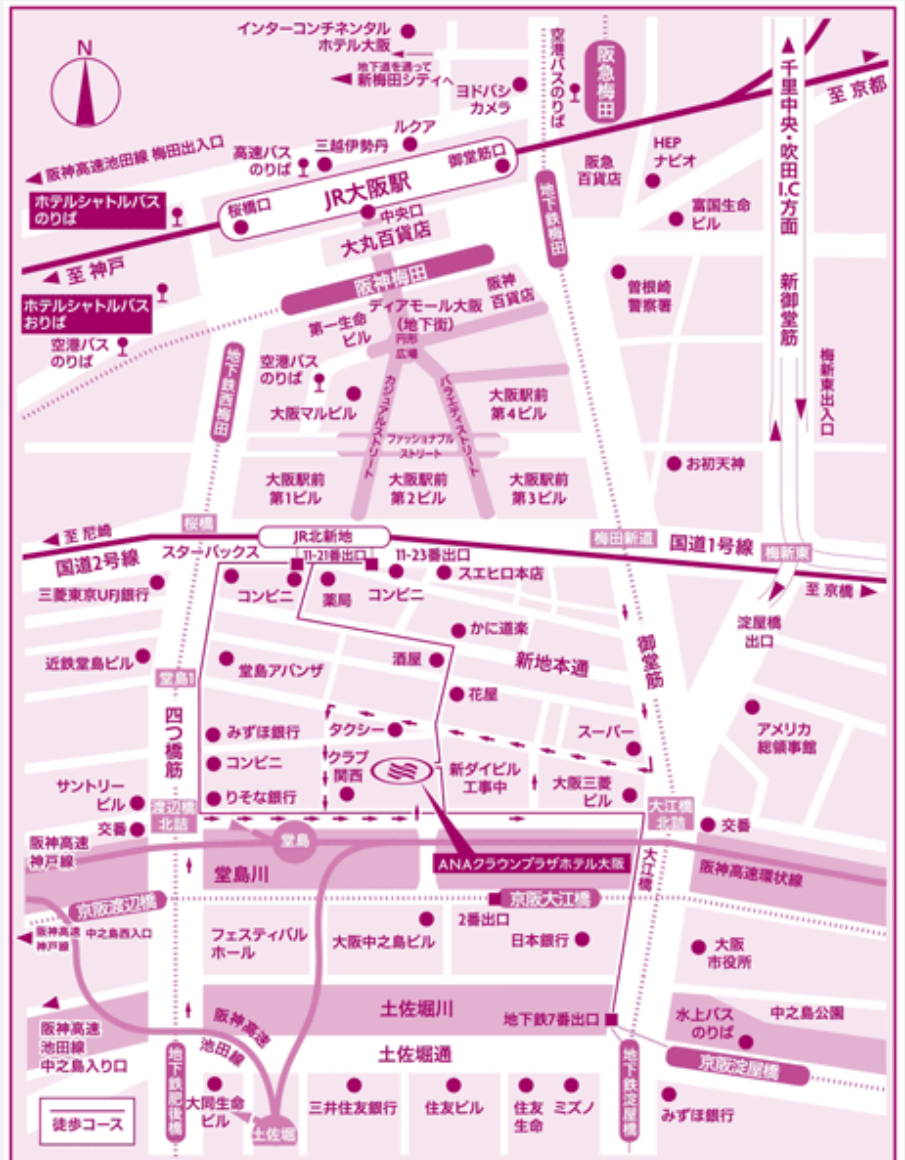 インターコンチネンタル
ホテル大阪
地下道を通って
新梅田シティへ
N
ヨドバシ
カメラ
空港バスのりば
阪急梅田
千里中央・吹田I.C方面
至 京都
阪神高速池田線 梅田出入口
高速バス
のりば
三越伊勢丹
ルクア
御堂筋口
JR大阪駅
桜橋口
中央口
大丸百貨店
阪急
百貨店
HEP
ナビオ
富国生命
ビル
地下鉄梅田
ホテルシャトルバス
のりば
至 神戸
阪神梅田
阪神
百貨店
曽根崎
警察署
新御堂筋
ホテルシャトルバス
おりば
空港バス
のりば
第一生命
ビル
ディアモール大阪
(地下街)
円形
広場
空港バス
のりば
大阪マルビル
地下鉄西梅田
カジュアルストリート
バラエティストリート
ファッショナブル
ストリート
大阪駅前
第4ビル
梅新東出入口
お初天神
大阪駅前
第1ビル
大阪駅前
第2ビル
大阪駅前
第3ビル
至 尼崎
桜橋
JR北新地
梅田新道
国道1号線
梅新東
国道2号線
スターバックス
11-21番出口
11-23番出口
スエヒロ本店
三菱東京UFJ銀行
コンビニ
薬局
コンビニ
至 京橋
淀屋橋
出口
かに道楽
近鉄堂島ビル
堂島アバンザ
酒屋
新地本通
御堂筋
堂島1
花屋
四つ橋筋
みずほ銀行
タクシー
スーパー
アメリカ
総領事館
コンビニ
クラブ
関西
新ダイビル
工事中
大阪三菱
ビル
サントリー
ビル
りそな銀行
渡辺橋
北詰
大江橋
北詰
交番
交番
阪神高速
神戸線
堂島
堂島川
ANAクラウンプラザホテル大阪
大江橋
阪神高速環状線
京阪渡辺橋
京阪大江橋
2番出口
阪神高速
神戸線
中之島西入口
フェスティバル
ホール
大阪中之島ビル
日本銀行
大阪
市役所
土佐堀川
地下鉄7番出口
水上バス
のりば
中之島公園
阪神高速
池田線
中之島入り口
阪神高速
池田線
土佐堀通
京阪淀屋橋
地下鉄肥後橋
地下鉄淀屋橋
大同生命
ビル
土佐堀
三井住友銀行
住友ビル
住友
生命
ミズノ
みずほ銀行
徒歩コース